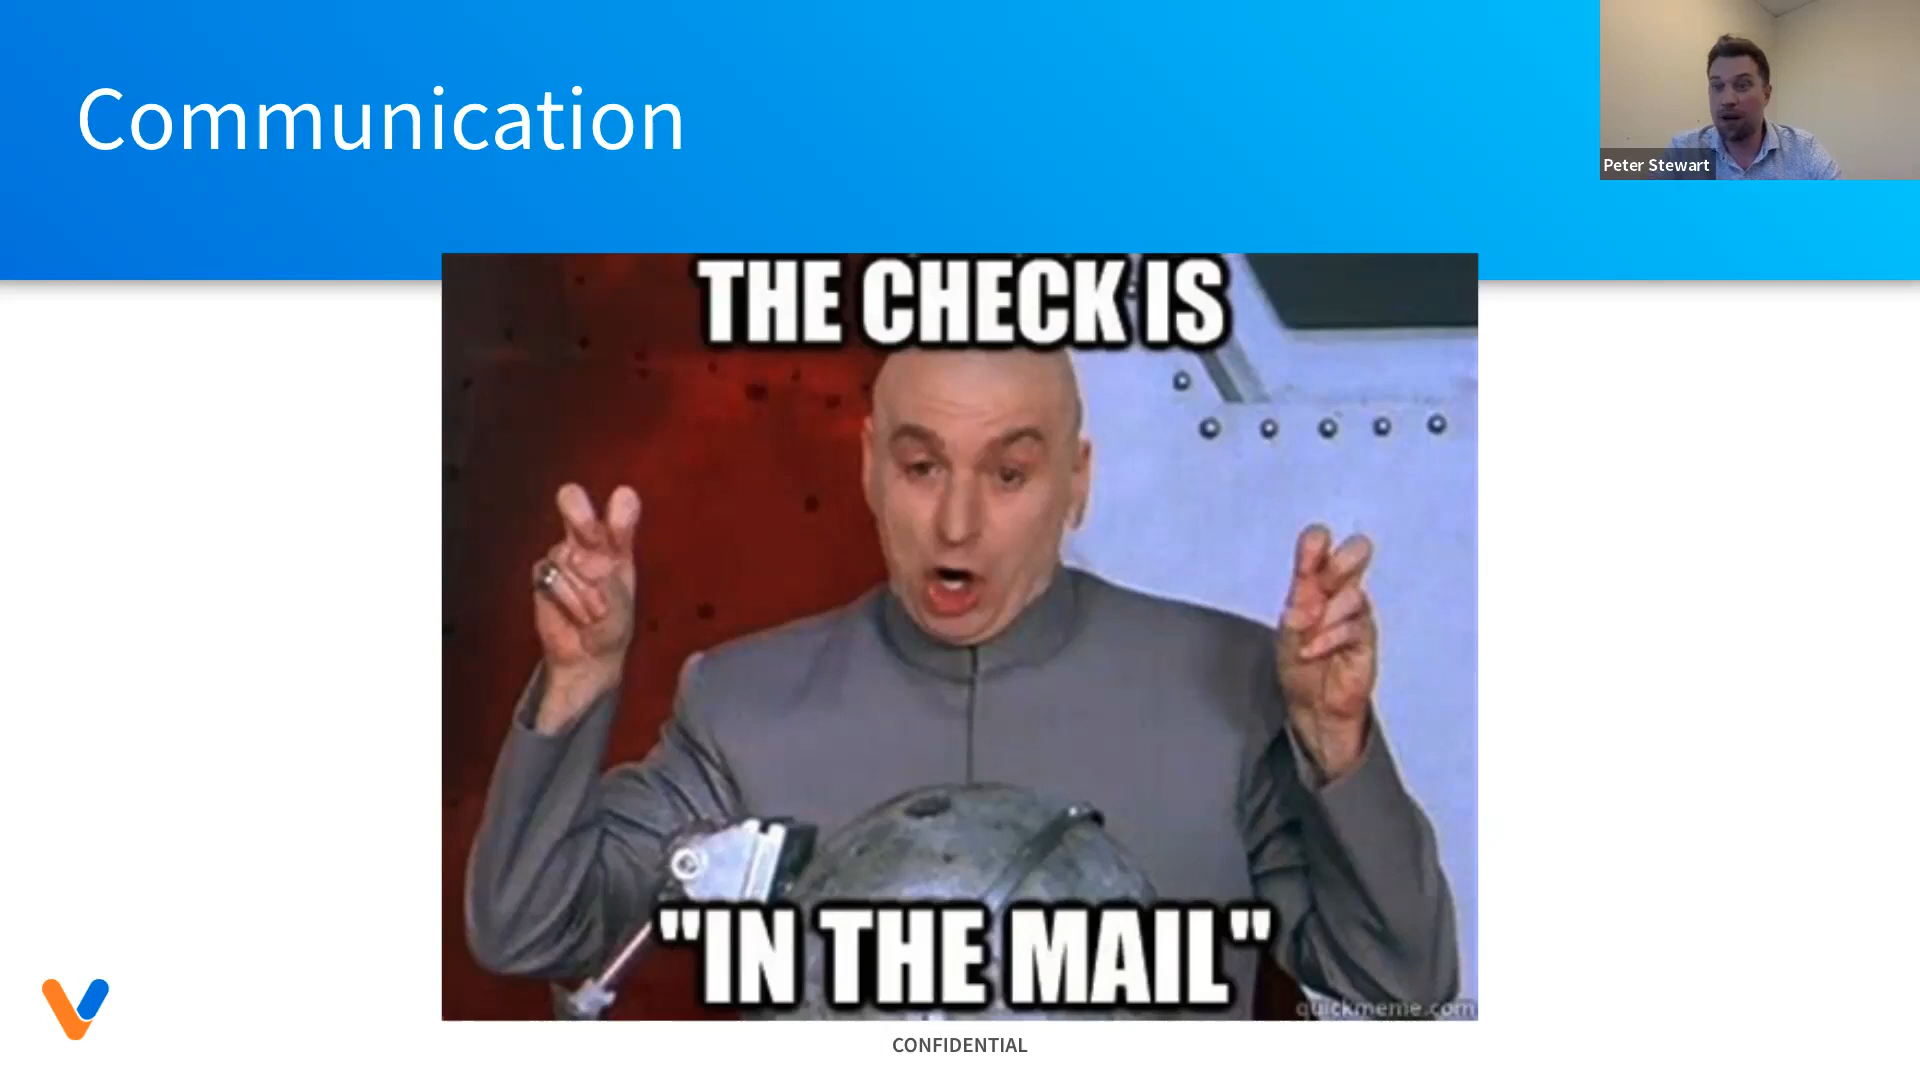 Communication
Peter Stewart
THE CHECK IS
"IN THE MAIL"
quickmeme.com
CONFIDENTIAL